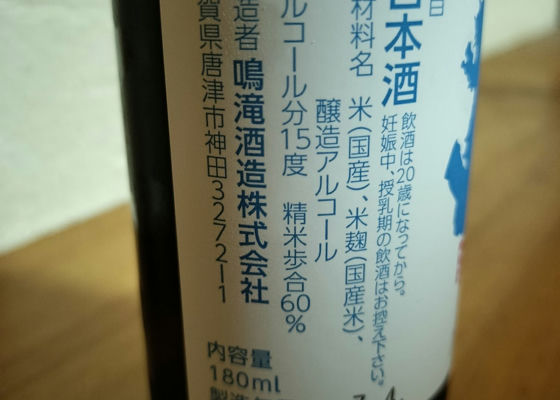 日
日本酒
飲酒は20歳になってから。
妊娠中、授乳期の飲酒はお控え下さい。
材料名 米(国産)、米麹(国産米)、
醸造アルコール
ルコール分15度 精米歩合60%
造者 鳴滝酒造株式会社
賀県唐津市神田3272-1
内容量
180ml
製造年